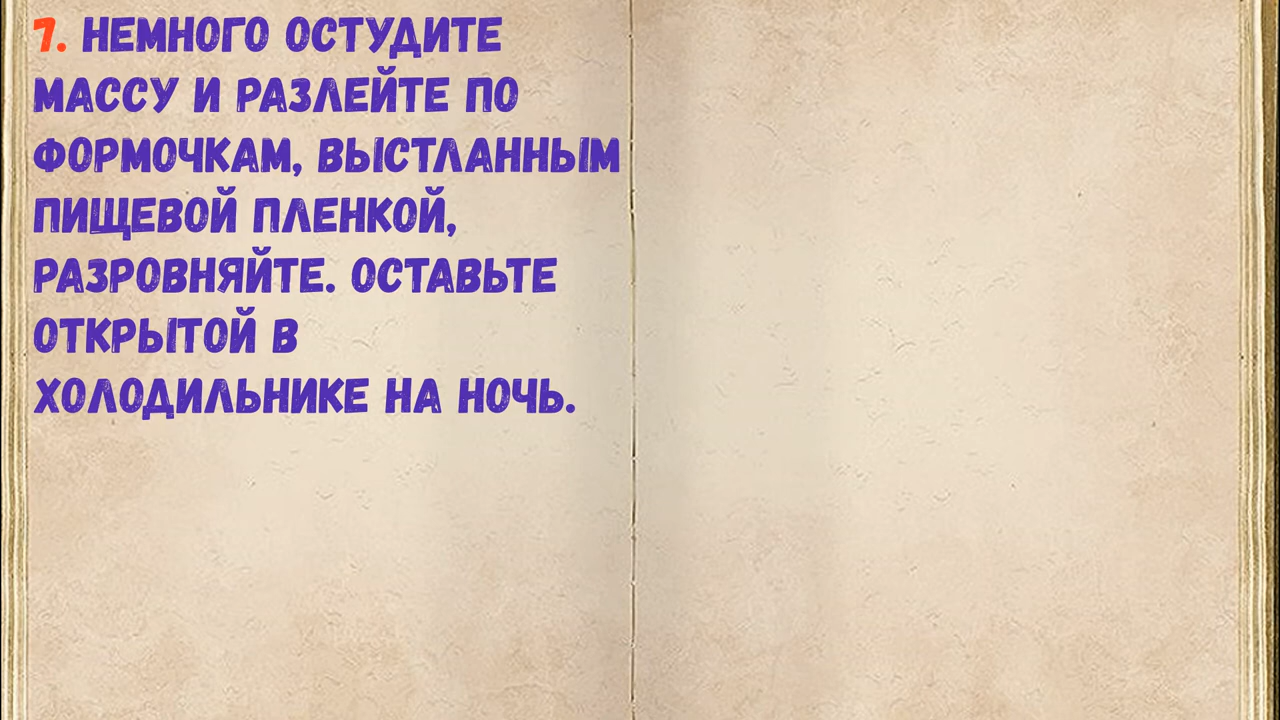 7. НЕМНОГО ОСТУДИТЕ
МАССУ И РАЗЛЕЙТЕ ПО
ФОРМОЧКАМ, ВЫСТЛАННЫМ
ПИЩЕВОЙ ПЛЕНКОЙ,
РАЗРОВНЯЙТЕ. ОСТАВЬТЕ
ОТКРЫТОЙ В
ХОЛОДИЛЬНИКЕ НА НОЧЬ.